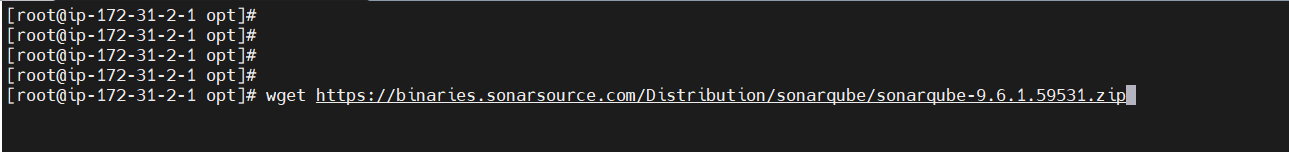 [root@ip-172-31-2-1 opt]#
[root@ip-172-31-2-1 opt]#
[root@ip-172-31-2-1 opt]#
[root@ip-172-31-2-1 opt]#
[root@ip-172-31-2-1 opt]# wget https://binaries.sonarsource.com/Distribution/sonarqube/sonarqube-9.6.1.59531.zip